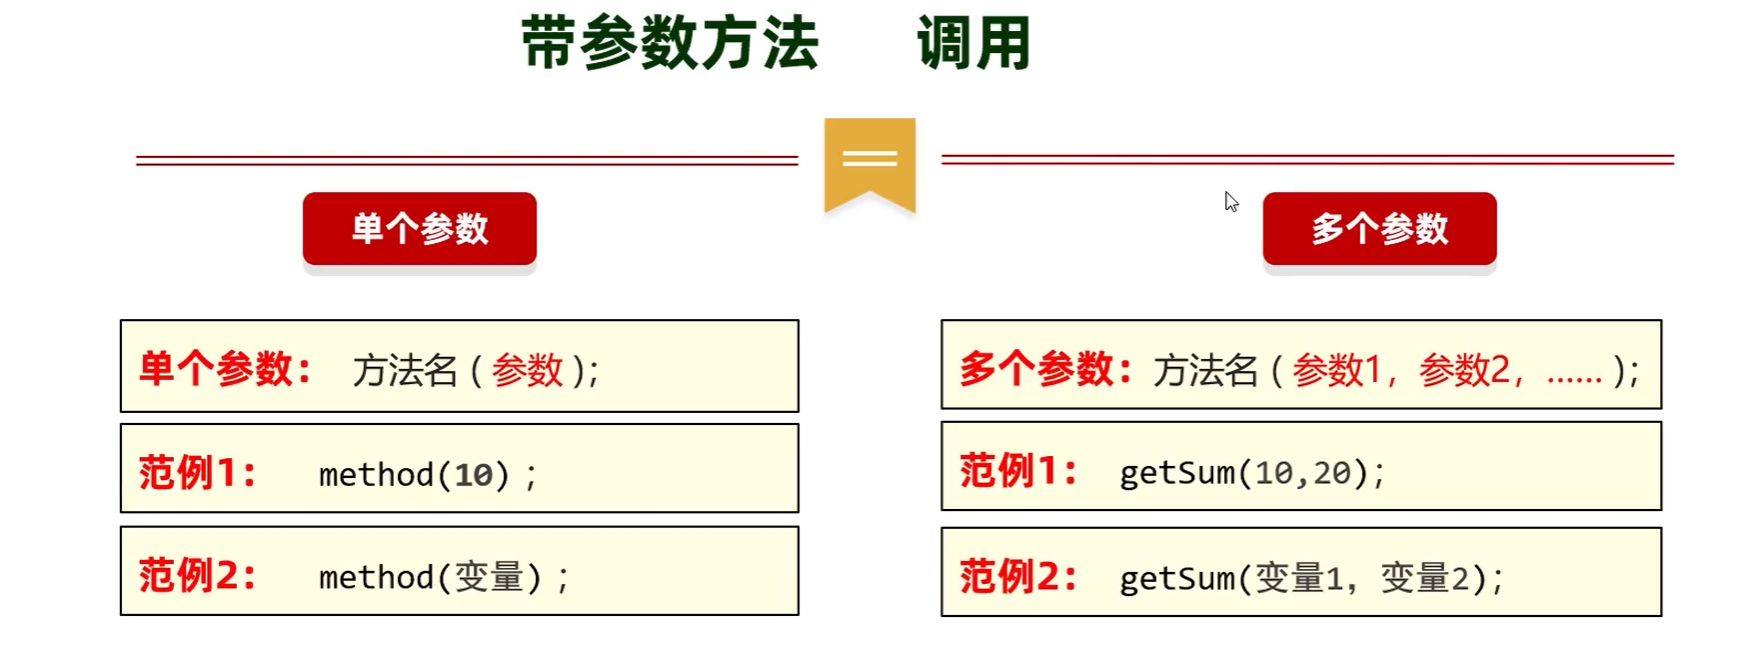 带参数方法 调用
单个参数
单个参数： 方法名 ( 参数 );
范例1： method(10) ;
范例2： method(变量) ;
多个参数
多个参数：方法名 ( 参数1，参数2，...... );
范例1： getSum(10,20);
范例2： getSum(变量1，变量2);